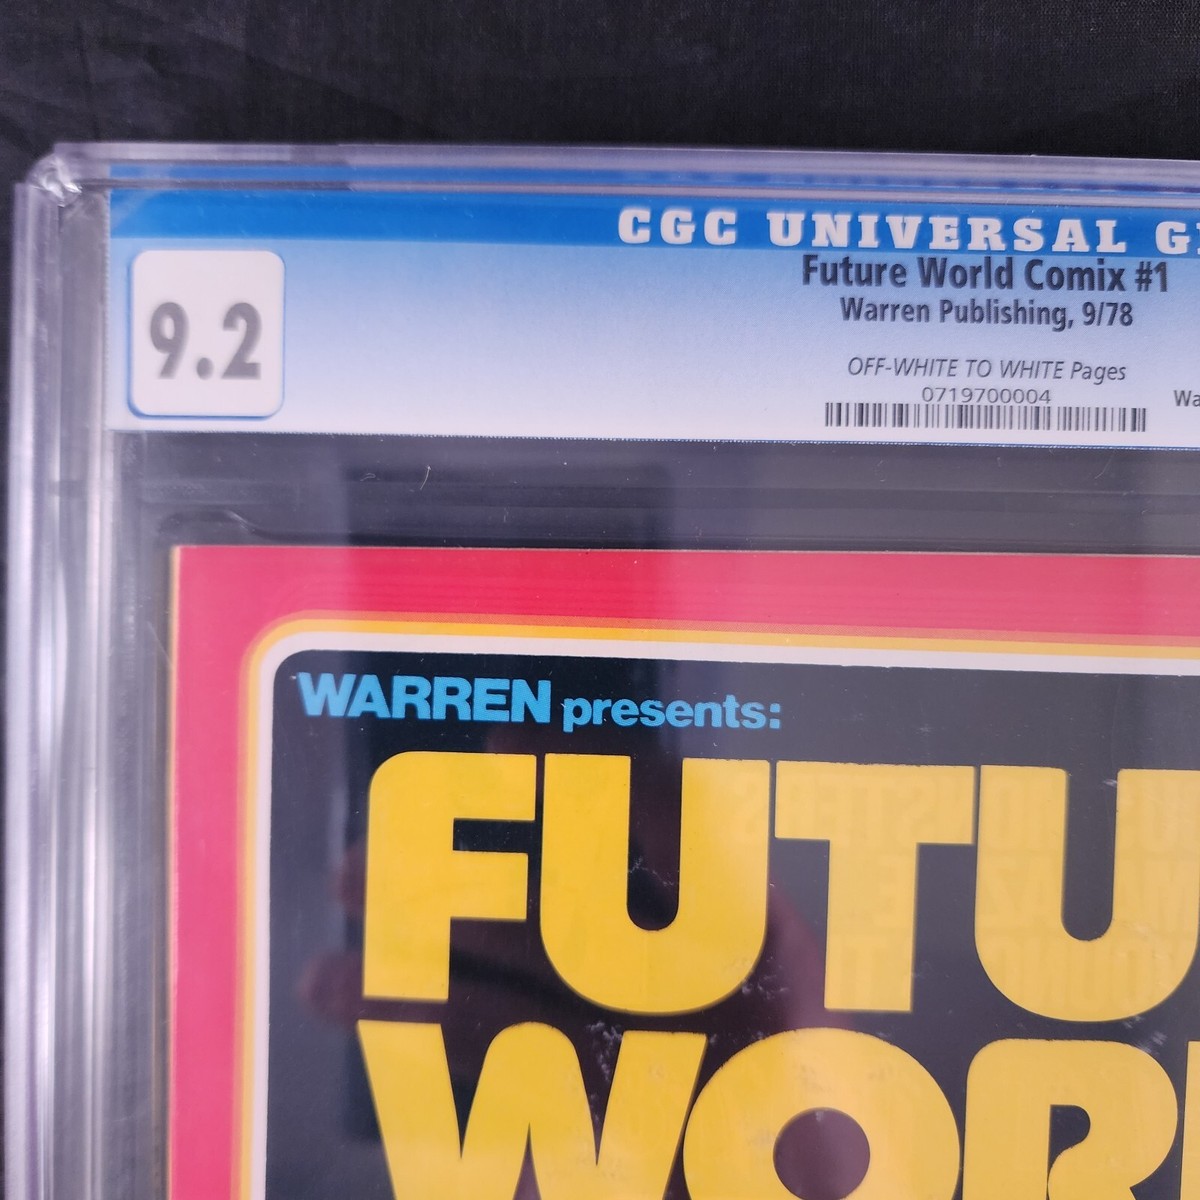 CGC UNIVERSAL G
Future World Comix #1
Warren Publishing, 9/78
9.2
OFF-WHITE TO WHITE Pages
0719700004
Wa
WARREN presents:
FUTU
WOR